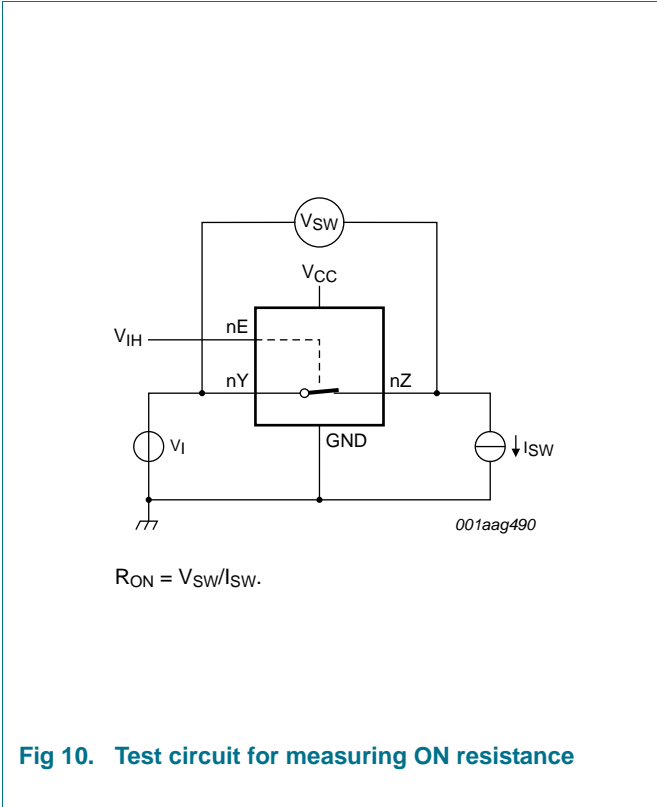 VSW
VCC
VIH
nE
nY
nZ
VI
GND
ISW
001aag490
RON = VSW/ISW.
Fig 10. Test circuit for measuring ON resistance